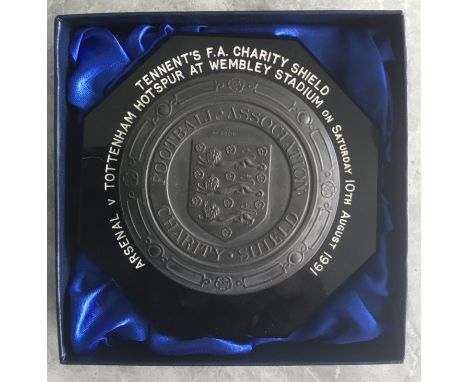 TENNENT'S F.A. CHARITY SHIELD
ARSENAL V TOTTENHAM HOTSPUR AT WEMBLEY STADIUM ON SATURDAY 10TH AUGUST 1991
FOOTBALL · ASSOCIATION
CHARITY · SHIELD